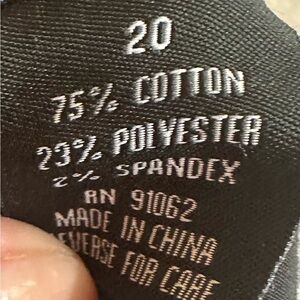 20
75% COTTON
23% POLYESTER
2% SPANDEX
RN 91062
MADE IN CHINA
REVERSE FOR CARE